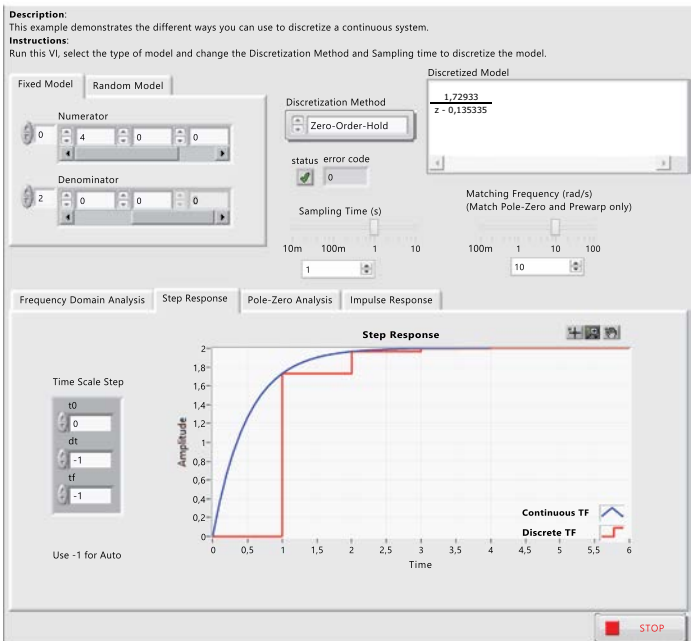 Description:
This example demonstrates the different ways you can use to discretize a continuous system.
Instructions:
Run this VI, select the type of model and change the Discretization Method and Sampling time to discretize the model.
Fixed Model
Random Model
Numerator
0
4
0
0
Denominator
2
0
0
0
Discretization Method
Zero-Order-Hold
status error code
0
Discretized Model
1,72933
z - 0,135335
Sampling Time (s)
10m 100m 1 10
1
Matching Frequency (rad/s)
(Match Pole-Zero and Prewarp only)
100m 1 10 100
10
Frequency Domain Analysis
Step Response
Pole-Zero Analysis
Impulse Response
Time Scale Step
t0
0
dt
-1
tf
-1
Use -1 for Auto
Step Response
Amplitude
2
1,8
1,6
1,4
1,2
1
0,8
0,6
0,4
0,2
0
0 0,5 1 1,5 2 2,5 3 3,5 4 4,5 5 5,5 6
Time
Continuous TF
Discrete TF
STOP